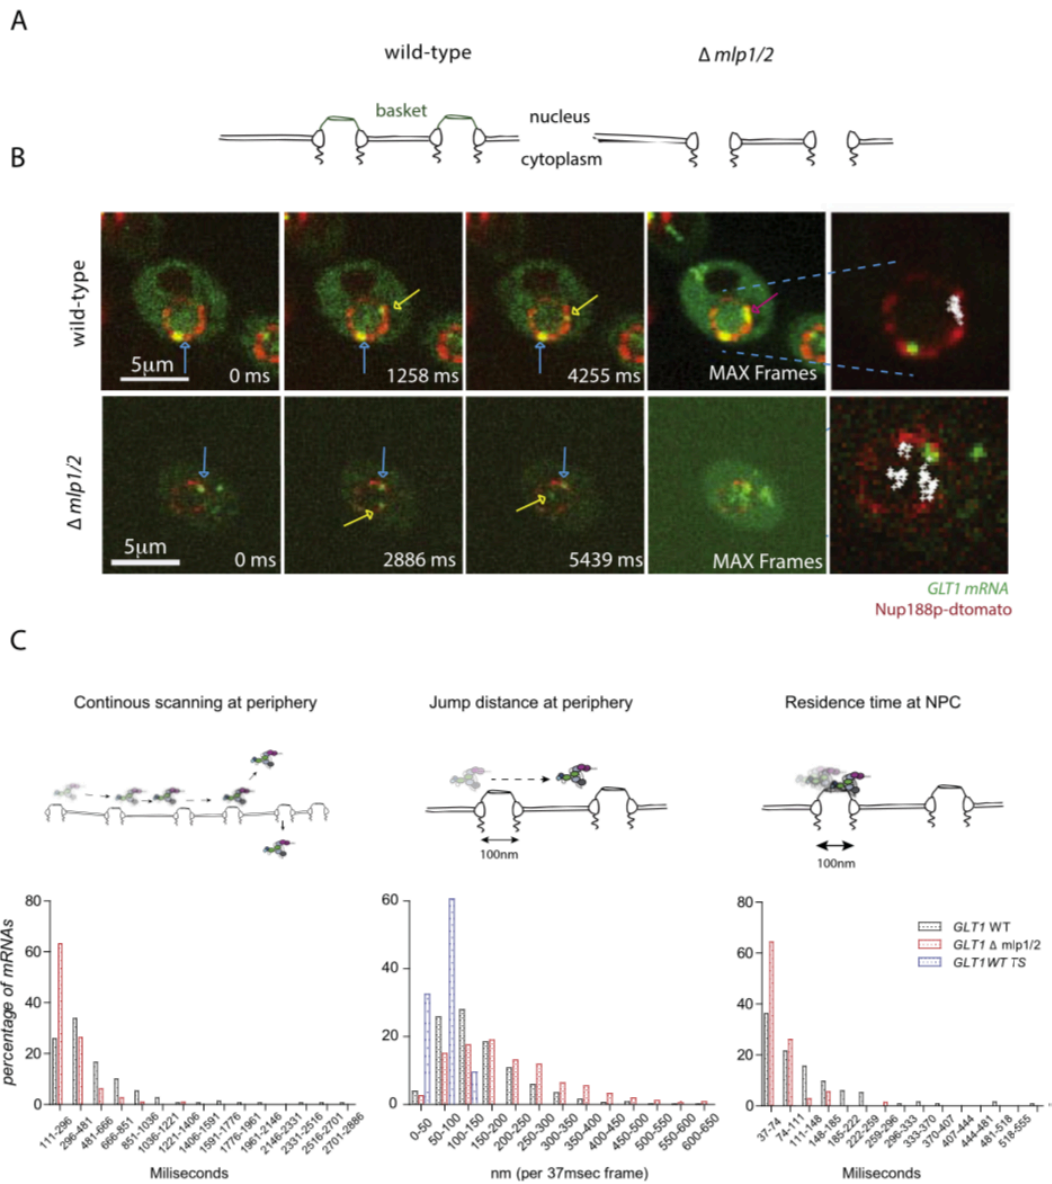 A
wild-type
Δ mlp1/2
basket
nucleus
cytoplasm
B
wild-type
5μm
0 ms
1258 ms
4255 ms
MAX Frames
Δ mlp1/2
5μm
0 ms
2886 ms
5439 ms
MAX Frames
GLT1 mRNA
Nup188p-dtomato
C
Continous scanning at periphery
Jump distance at periphery
Residence time at NPC
100nm
100nm
percentage of mRNAs
80
60
40
20
0
111-296
296-481
481-666
666-851
851-1036
1036-1221
1221-1406
1406-1591
1591-1776
1776-1961
1961-2146
2146-2331
2331-2516
2516-2701
2701-2886
Miliseconds
60
40
20
0
0-50
50-100
100-150
150-200
200-250
250-300
300-350
350-400
400-450
450-500
500-550
550-600
600-650
nm (per 37msec frame)
80
60
40
20
0
GLT1 WT
GLT1 Δ mlp1/2
GLT1WT TS
37-74
74-111
111-148
148-185
185-222
222-259
259-296
296-333
333-370
370-407
407-444
444-481
481-518
518-555
Miliseconds